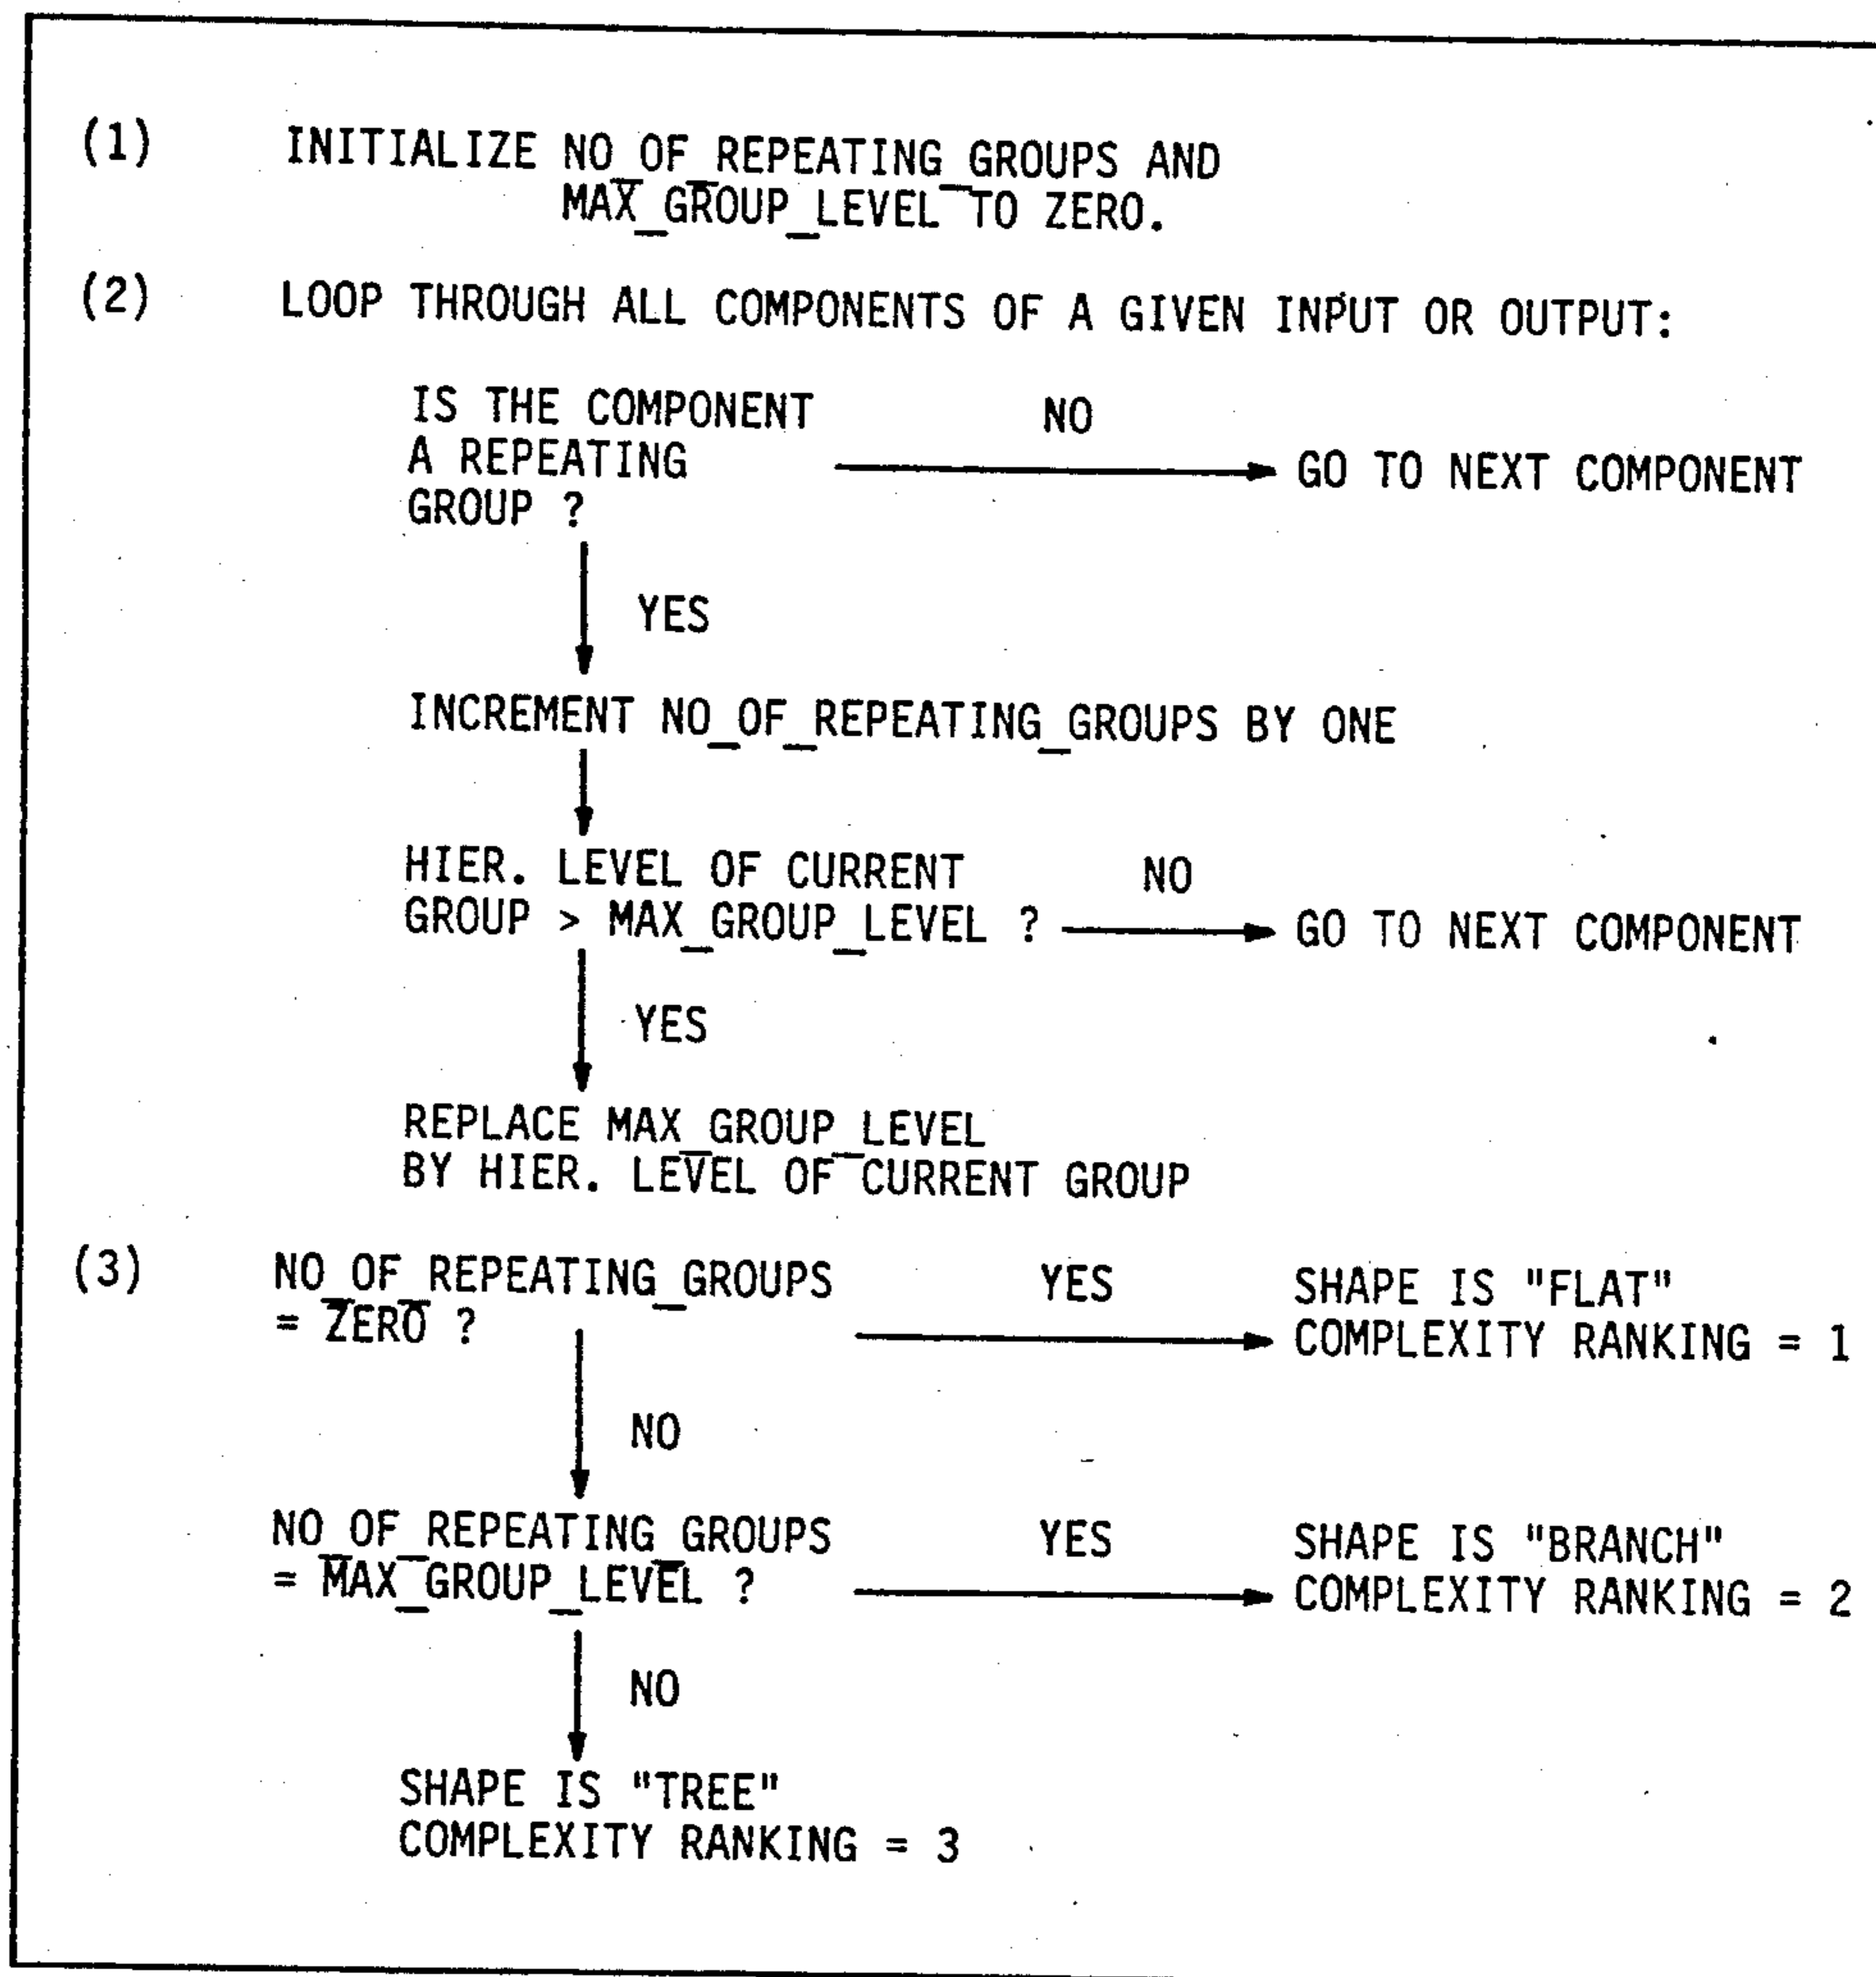 (1) INITIALIZE NO_OF_REPEATING_GROUPS AND
MAX_GROUP_LEVEL TO ZERO.
(2) LOOP THROUGH ALL COMPONENTS OF A GIVEN INPUT OR OUTPUT:
IS THE COMPONENT NO
A REPEATING GO TO NEXT COMPONENT
GROUP ?
YES
INCREMENT NO_OF_REPEATING_GROUPS BY ONE
HIER. LEVEL OF CURRENT NO
GROUP > MAX_GROUP_LEVEL ? GO TO NEXT COMPONENT
YES
REPLACE MAX_GROUP_LEVEL
BY HIER. LEVEL OF CURRENT GROUP
(3) NO_OF_REPEATING_GROUPS YES SHAPE IS "FLAT"
= ZERO ? COMPLEXITY RANKING = 1
NO
NO_OF_REPEATING_GROUPS YES SHAPE IS "BRANCH"
= MAX_GROUP_LEVEL ? COMPLEXITY RANKING = 2
NO
SHAPE IS "TREE"
COMPLEXITY RANKING = 3